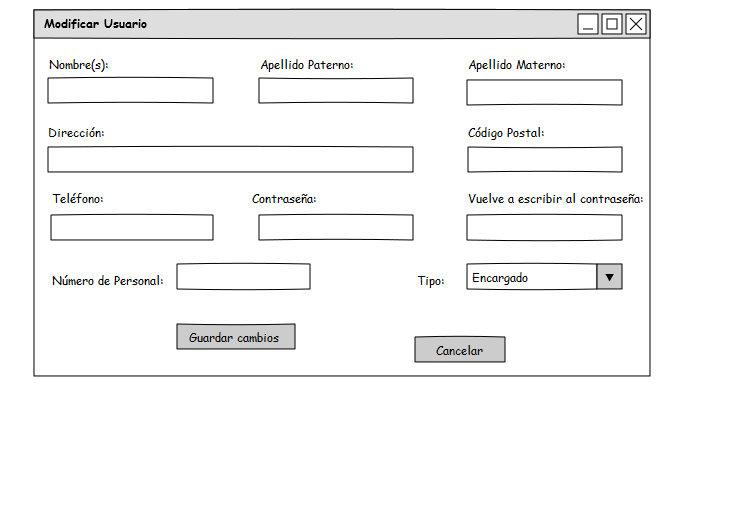 Modificar Usuario
Nombre(s): Apellido Paterno: Apellido Materno:
Dirección: Código Postal:
Teléfono: Contraseña: Vuelve a escribir al contraseña:
Número de Personal: Tipo: Encargado
Guardar cambios
Cancelar